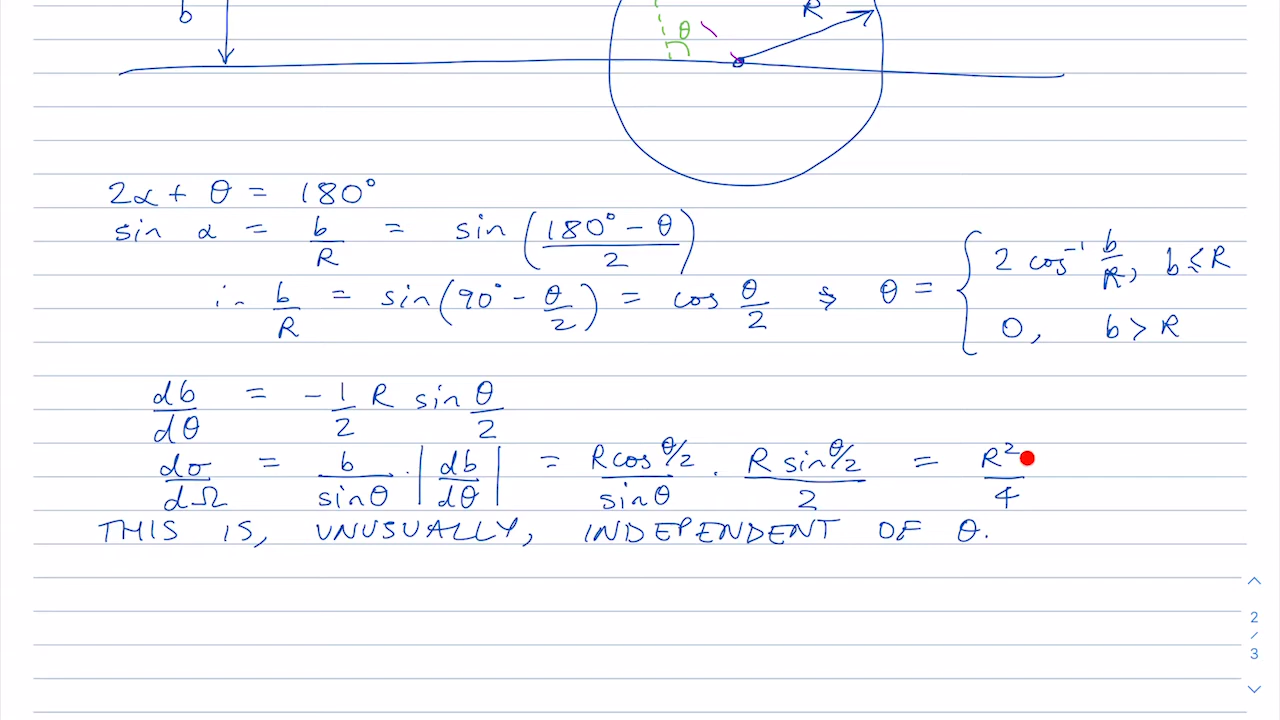 b
R
θ
2α + θ = 180°
sin α = b/R = sin((180° − θ)/2)
b/R = sin(90° − θ/2) = cos θ/2 θ = { 2 cos⁻¹ b/R, b ≤ R
0, b > R
db/dθ = −1/2 R sin θ/2
dσ/dΩ = b/sinθ · |db/dθ| = R cos θ/2 / sinθ · R sin θ/2 / 2 = R²/4
THIS IS, UNUSUALLY, INDEPENDENT OF θ.
2
/
3